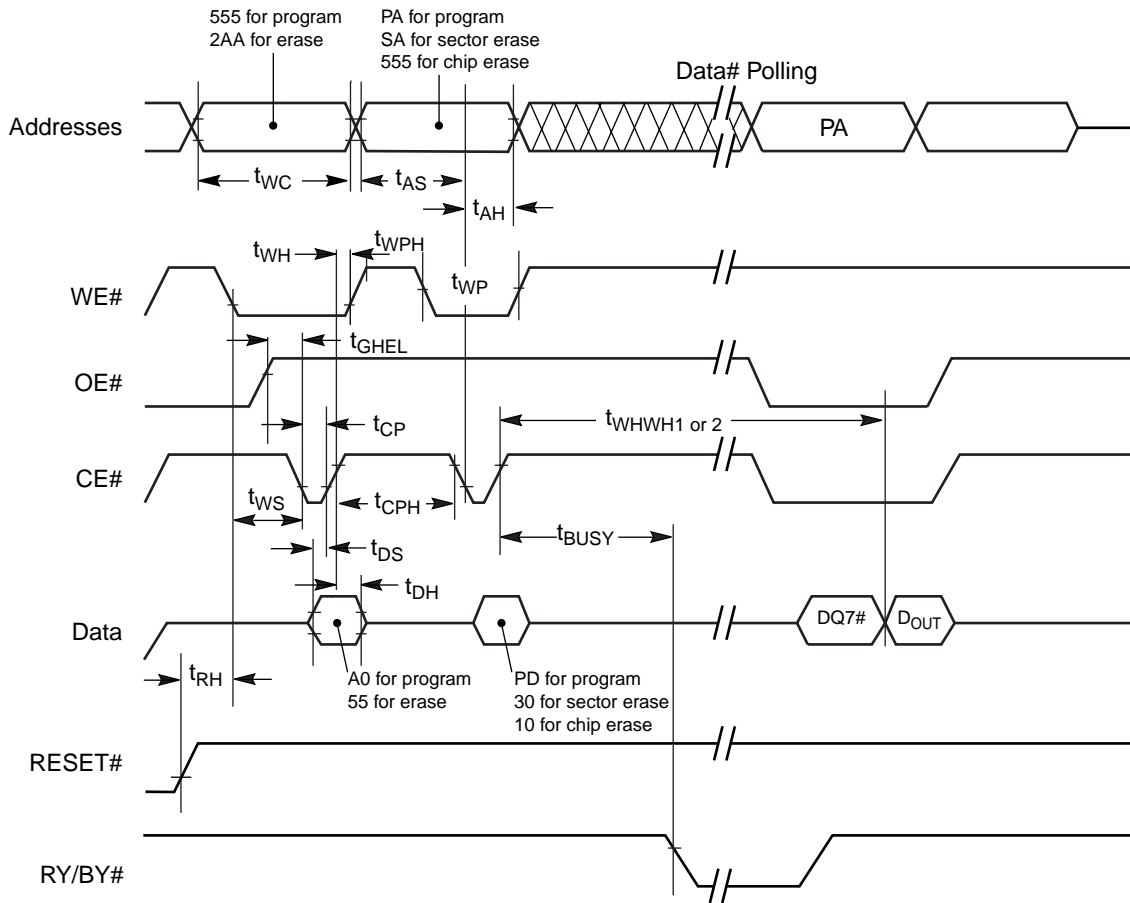 555 for program
2AA for erase
PA for program
SA for sector erase
555 for chip erase
Data# Polling
Addresses
PA
tWC
tAS
tAH
tWH
tWPH
tWP
WE#
tGHEL
OE#
tWHWH1 or 2
tCP
CE#
tWS
tCPH
tBUSY
tDS
tDH
Data
DQ7#
DOUT
tRH
A0 for program
55 for erase
PD for program
30 for sector erase
10 for chip erase
RESET#
RY/BY#